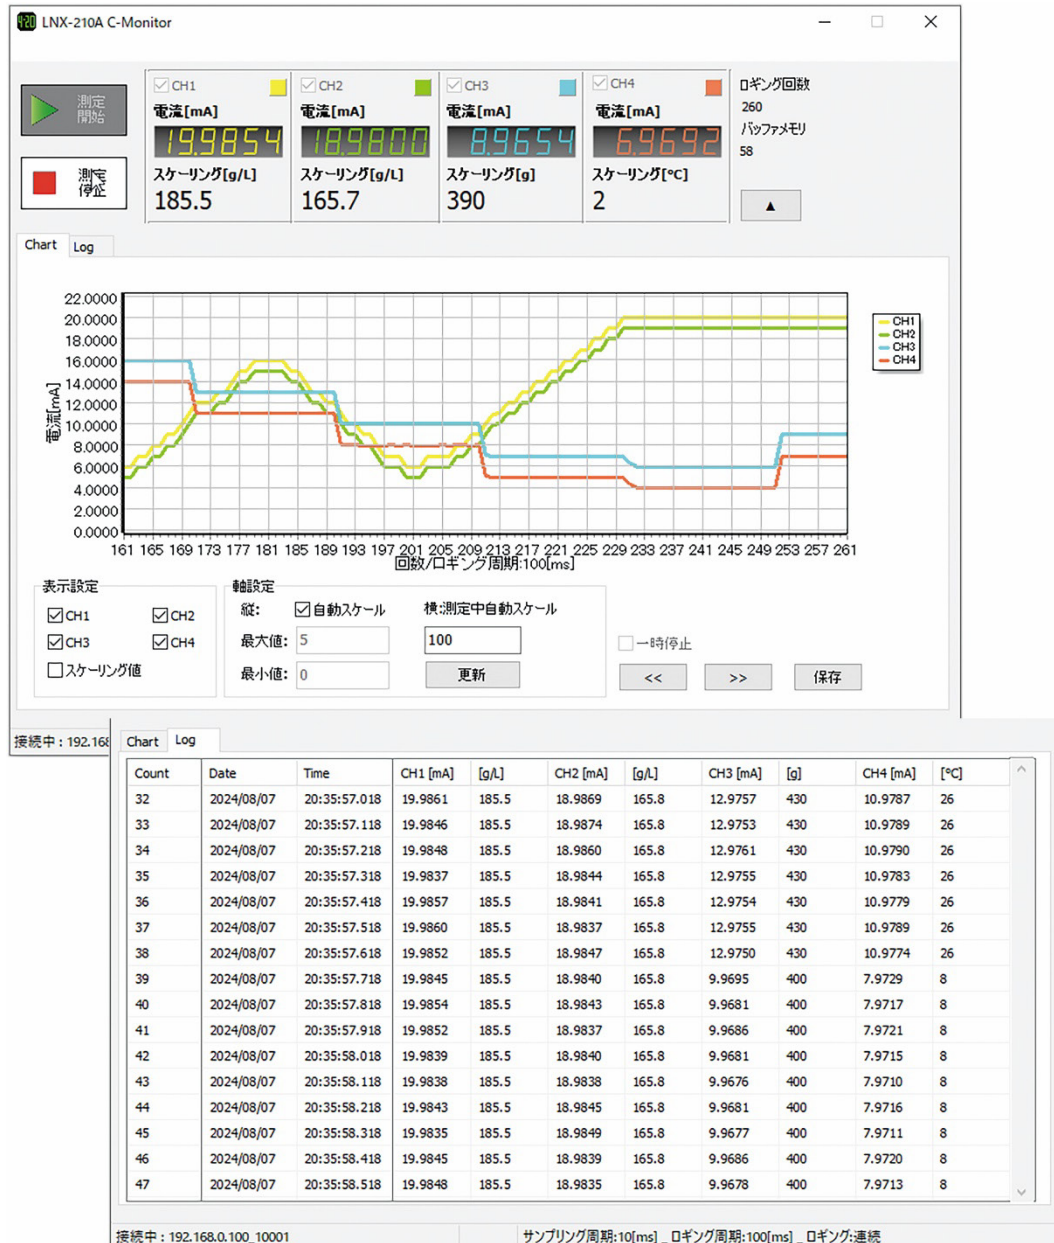 LNX-210A C-Monitor
測定
開始
測定
停止
CH1
電流[mA]
19.9854
スケーリング[g/L]
185.5
CH2
電流[mA]
18.9800
スケーリング[g/L]
165.7
CH3
電流[mA]
8.9654
スケーリング[g]
390
CH4
電流[mA]
6.9692
スケーリング[°C]
2
ロギング回数
260
バッファメモリ
58
▲
Chart Log
電流[mA]
22.0000
20.0000
18.0000
16.0000
14.0000
12.0000
10.0000
8.0000
6.0000
4.0000
2.0000
0.0000
161 165 169 173 177 181 185 189 193 197 201 205 209 213 217 221 225 229 233 237 241 245 249 253 257 261
回数/ロギング周期:100[ms]
CH1
CH2
CH3
CH4
表示設定
CH1 CH2
CH3 CH4
スケーリング値
軸設定
縦: 自動スケール 横:測定中自動スケール
最大値: 5 100
最小値: 0 更新
一時停止
<< >> 保存
接続中 : 192.168
Chart Log
Count Date Time CH1 [mA] [g/L] CH2 [mA] [g/L] CH3 [mA] [g] CH4 [mA] [°C]
32 2024/08/07 20:35:57.018 19.9861 185.5 18.9869 165.8 12.9757 430 10.9787 26
33 2024/08/07 20:35:57.118 19.9846 185.5 18.9874 165.8 12.9753 430 10.9789 26
34 2024/08/07 20:35:57.218 19.9848 185.5 18.9860 165.8 12.9761 430 10.9790 26
35 2024/08/07 20:35:57.318 19.9837 185.5 18.9844 165.8 12.9755 430 10.9783 26
36 2024/08/07 20:35:57.418 19.9857 185.5 18.9841 165.8 12.9754 430 10.9779 26
37 2024/08/07 20:35:57.518 19.9860 185.5 18.9837 165.8 12.9755 430 10.9789 26
38 2024/08/07 20:35:57.618 19.9852 185.5 18.9847 165.8 12.9750 430 10.9774 26
39 2024/08/07 20:35:57.718 19.9845 185.5 18.9840 165.8 9.9695 400 7.9729 8
40 2024/08/07 20:35:57.818 19.9854 185.5 18.9843 165.8 9.9681 400 7.9717 8
41 2024/08/07 20:35:57.918 19.9852 185.5 18.9837 165.8 9.9686 400 7.9721 8
42 2024/08/07 20:35:58.018 19.9839 185.5 18.9840 165.8 9.9681 400 7.9715 8
43 2024/08/07 20:35:58.118 19.9838 185.5 18.9838 165.8 9.9676 400 7.9710 8
44 2024/08/07 20:35:58.218 19.9843 185.5 18.9845 165.8 9.9681 400 7.9716 8
45 2024/08/07 20:35:58.318 19.9835 185.5 18.9849 165.8 9.9677 400 7.9711 8
46 2024/08/07 20:35:58.418 19.9845 185.5 18.9839 165.8 9.9686 400 7.9720 8
47 2024/08/07 20:35:58.518 19.9848 185.5 18.9835 165.8 9.9678 400 7.9713 8
接続中 : 192.168.0.100_10001 サンプリング周期:10[ms] _ ロギング周期:100[ms] _ ロギング:連続